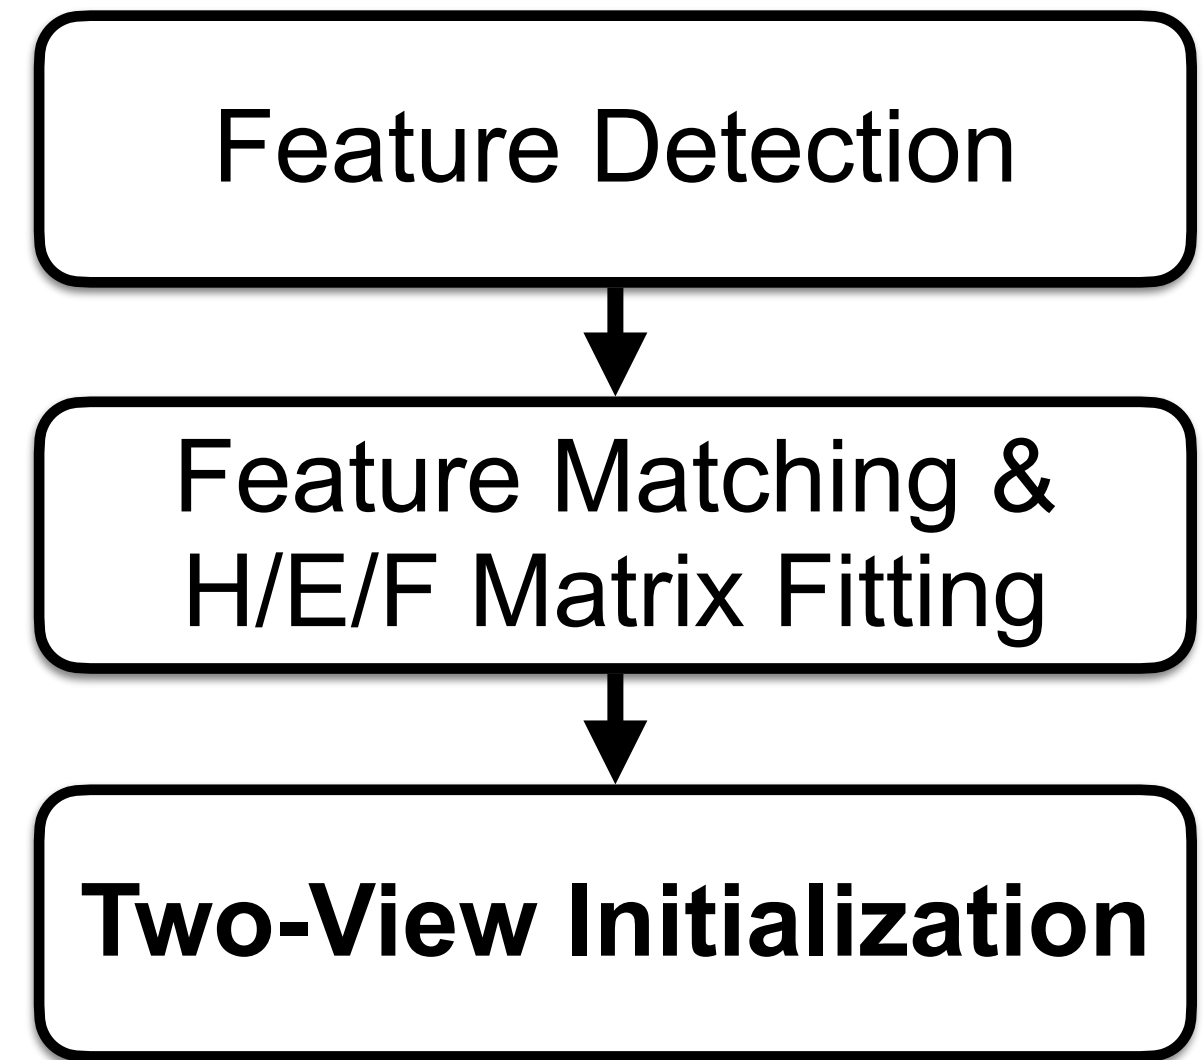 Feature Detection
Feature Matching &
H/E/F Matrix Fitting
Two-View Initialization